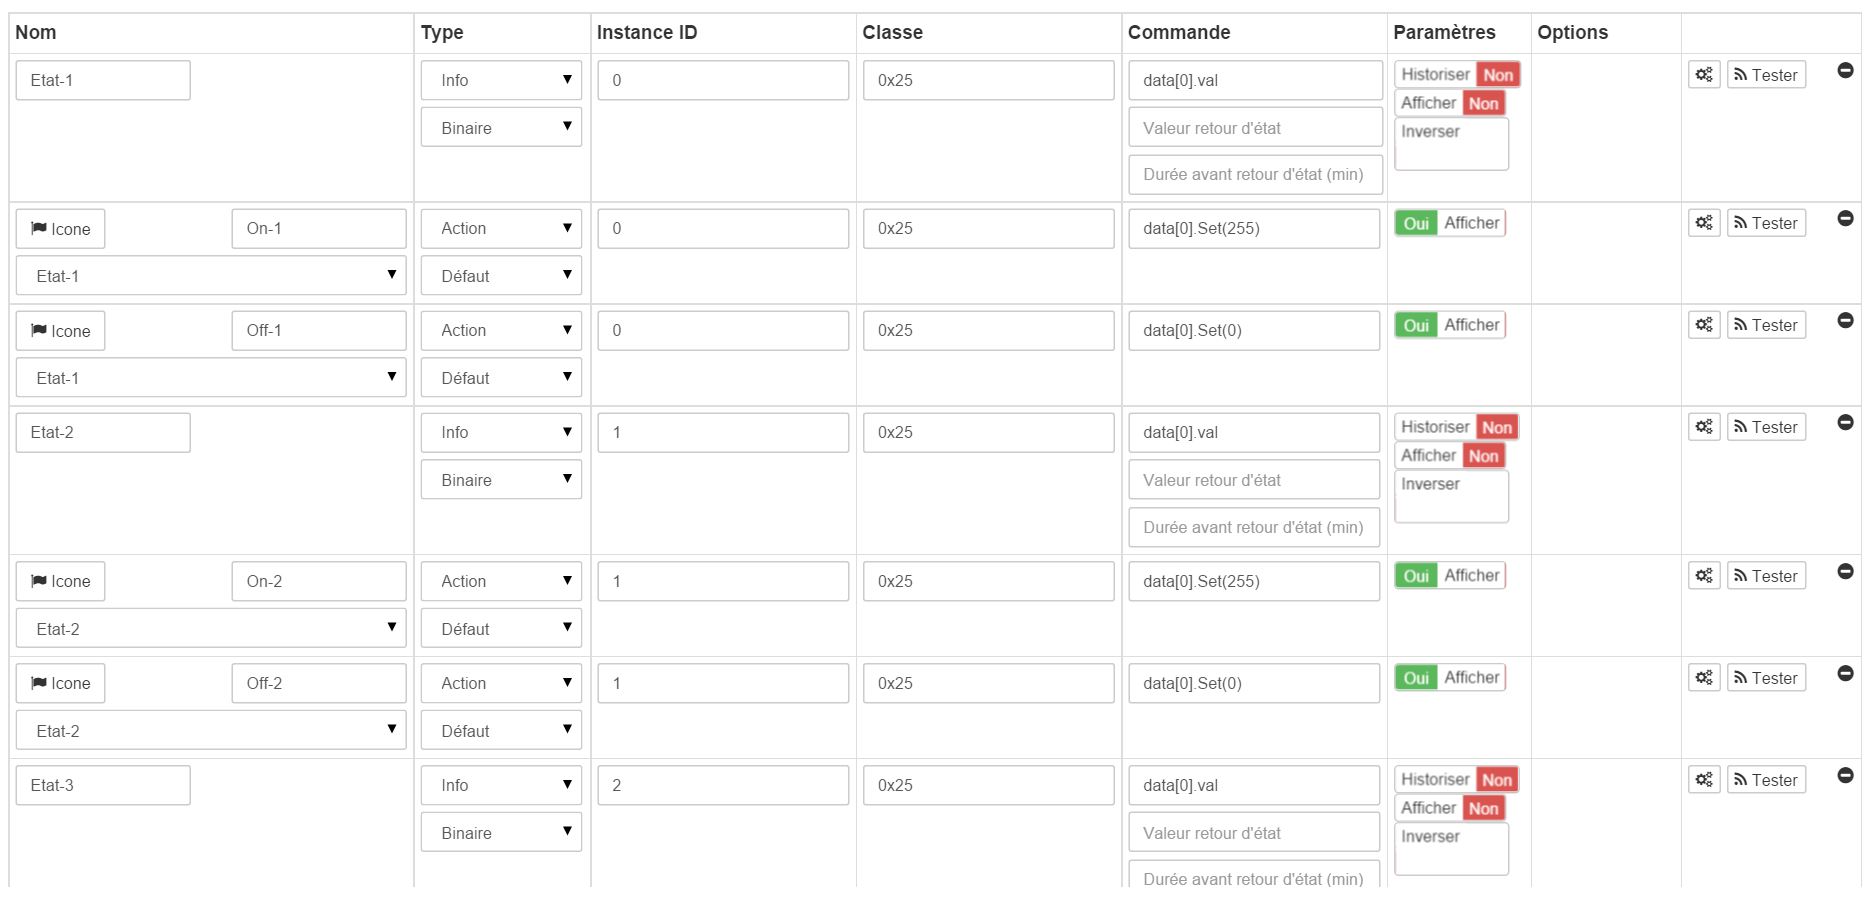 Nom Type Instance ID Classe Commande Paramètres Options
Etat-1 Info 0 0x25 data[0].val Historiser Non Tester
Afficher Non
Binaire Valeur retour d'état Inverser
Durée avant retour d'état (min)
Icone On-1 Action 0 0x25 data[0].Set(255) Oui Afficher Tester
Etat-1 Défaut
Icone Off-1 Action 0 0x25 data[0].Set(0) Oui Afficher Tester
Etat-1 Défaut
Etat-2 Info 1 0x25 data[0].val Historiser Non Tester
Afficher Non
Binaire Valeur retour d'état Inverser
Durée avant retour d'état (min)
Icone On-2 Action 1 0x25 data[0].Set(255) Oui Afficher Tester
Etat-2 Défaut
Icone Off-2 Action 1 0x25 data[0].Set(0) Oui Afficher Tester
Etat-2 Défaut
Etat-3 Info 2 0x25 data[0].val Historiser Non Tester
Afficher Non
Binaire Valeur retour d'état Inverser
Durée avant retour d'état (min)